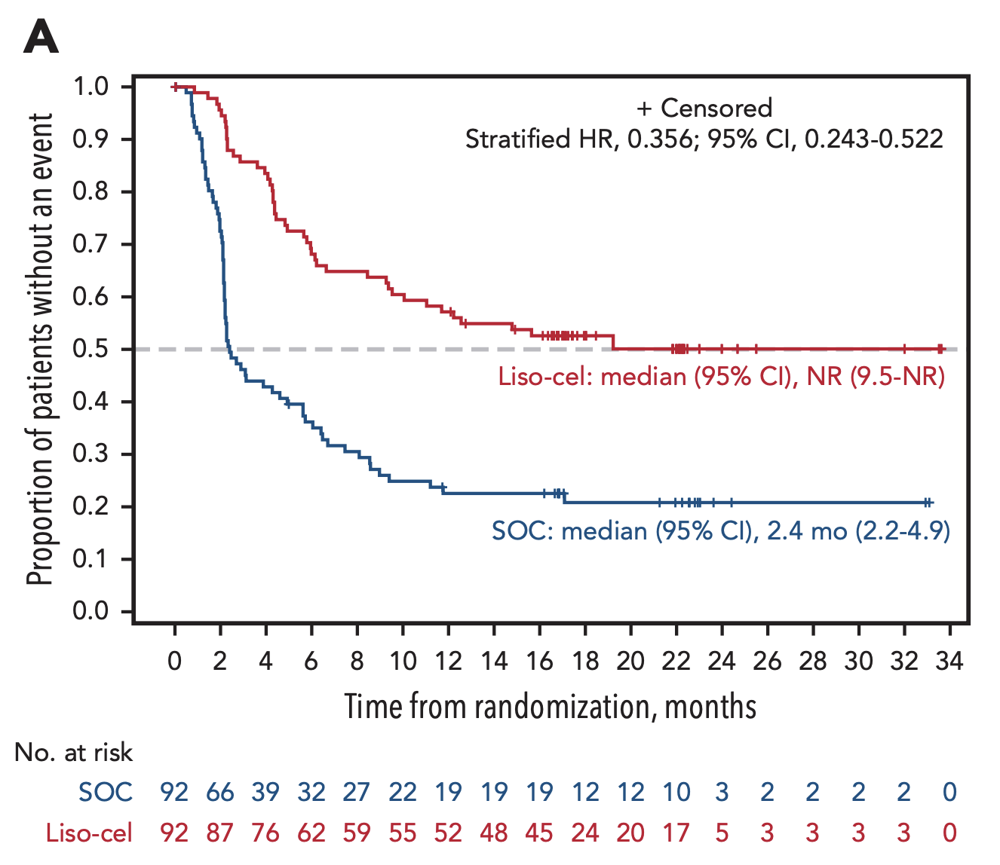 A
+ Censored
Stratified HR, 0.356; 95% CI, 0.243-0.522
Proportion of patients without an event
1.0
0.9
0.8
0.7
0.6
0.5
0.4
0.3
0.2
0.1
0.0
Liso-cel: median (95% CI), NR (9.5-NR)
SOC: median (95% CI), 2.4 mo (2.2-4.9)
0 2 4 6 8 10 12 14 16 18 20 22 24 26 28 30 32 34
Time from randomization, months
No. at risk
SOC 92 66 39 32 27 22 19 19 19 12 12 10 3 2 2 2 2 0
Liso-cel 92 87 76 62 59 55 52 48 45 24 20 17 5 3 3 3 3 0